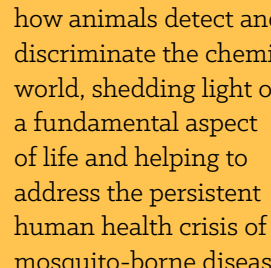 how animals detect and
discriminate the
world, shedding light
a fundamental aspect
of life and helping to
address the persistent
human health crisis of
mosquito-borne